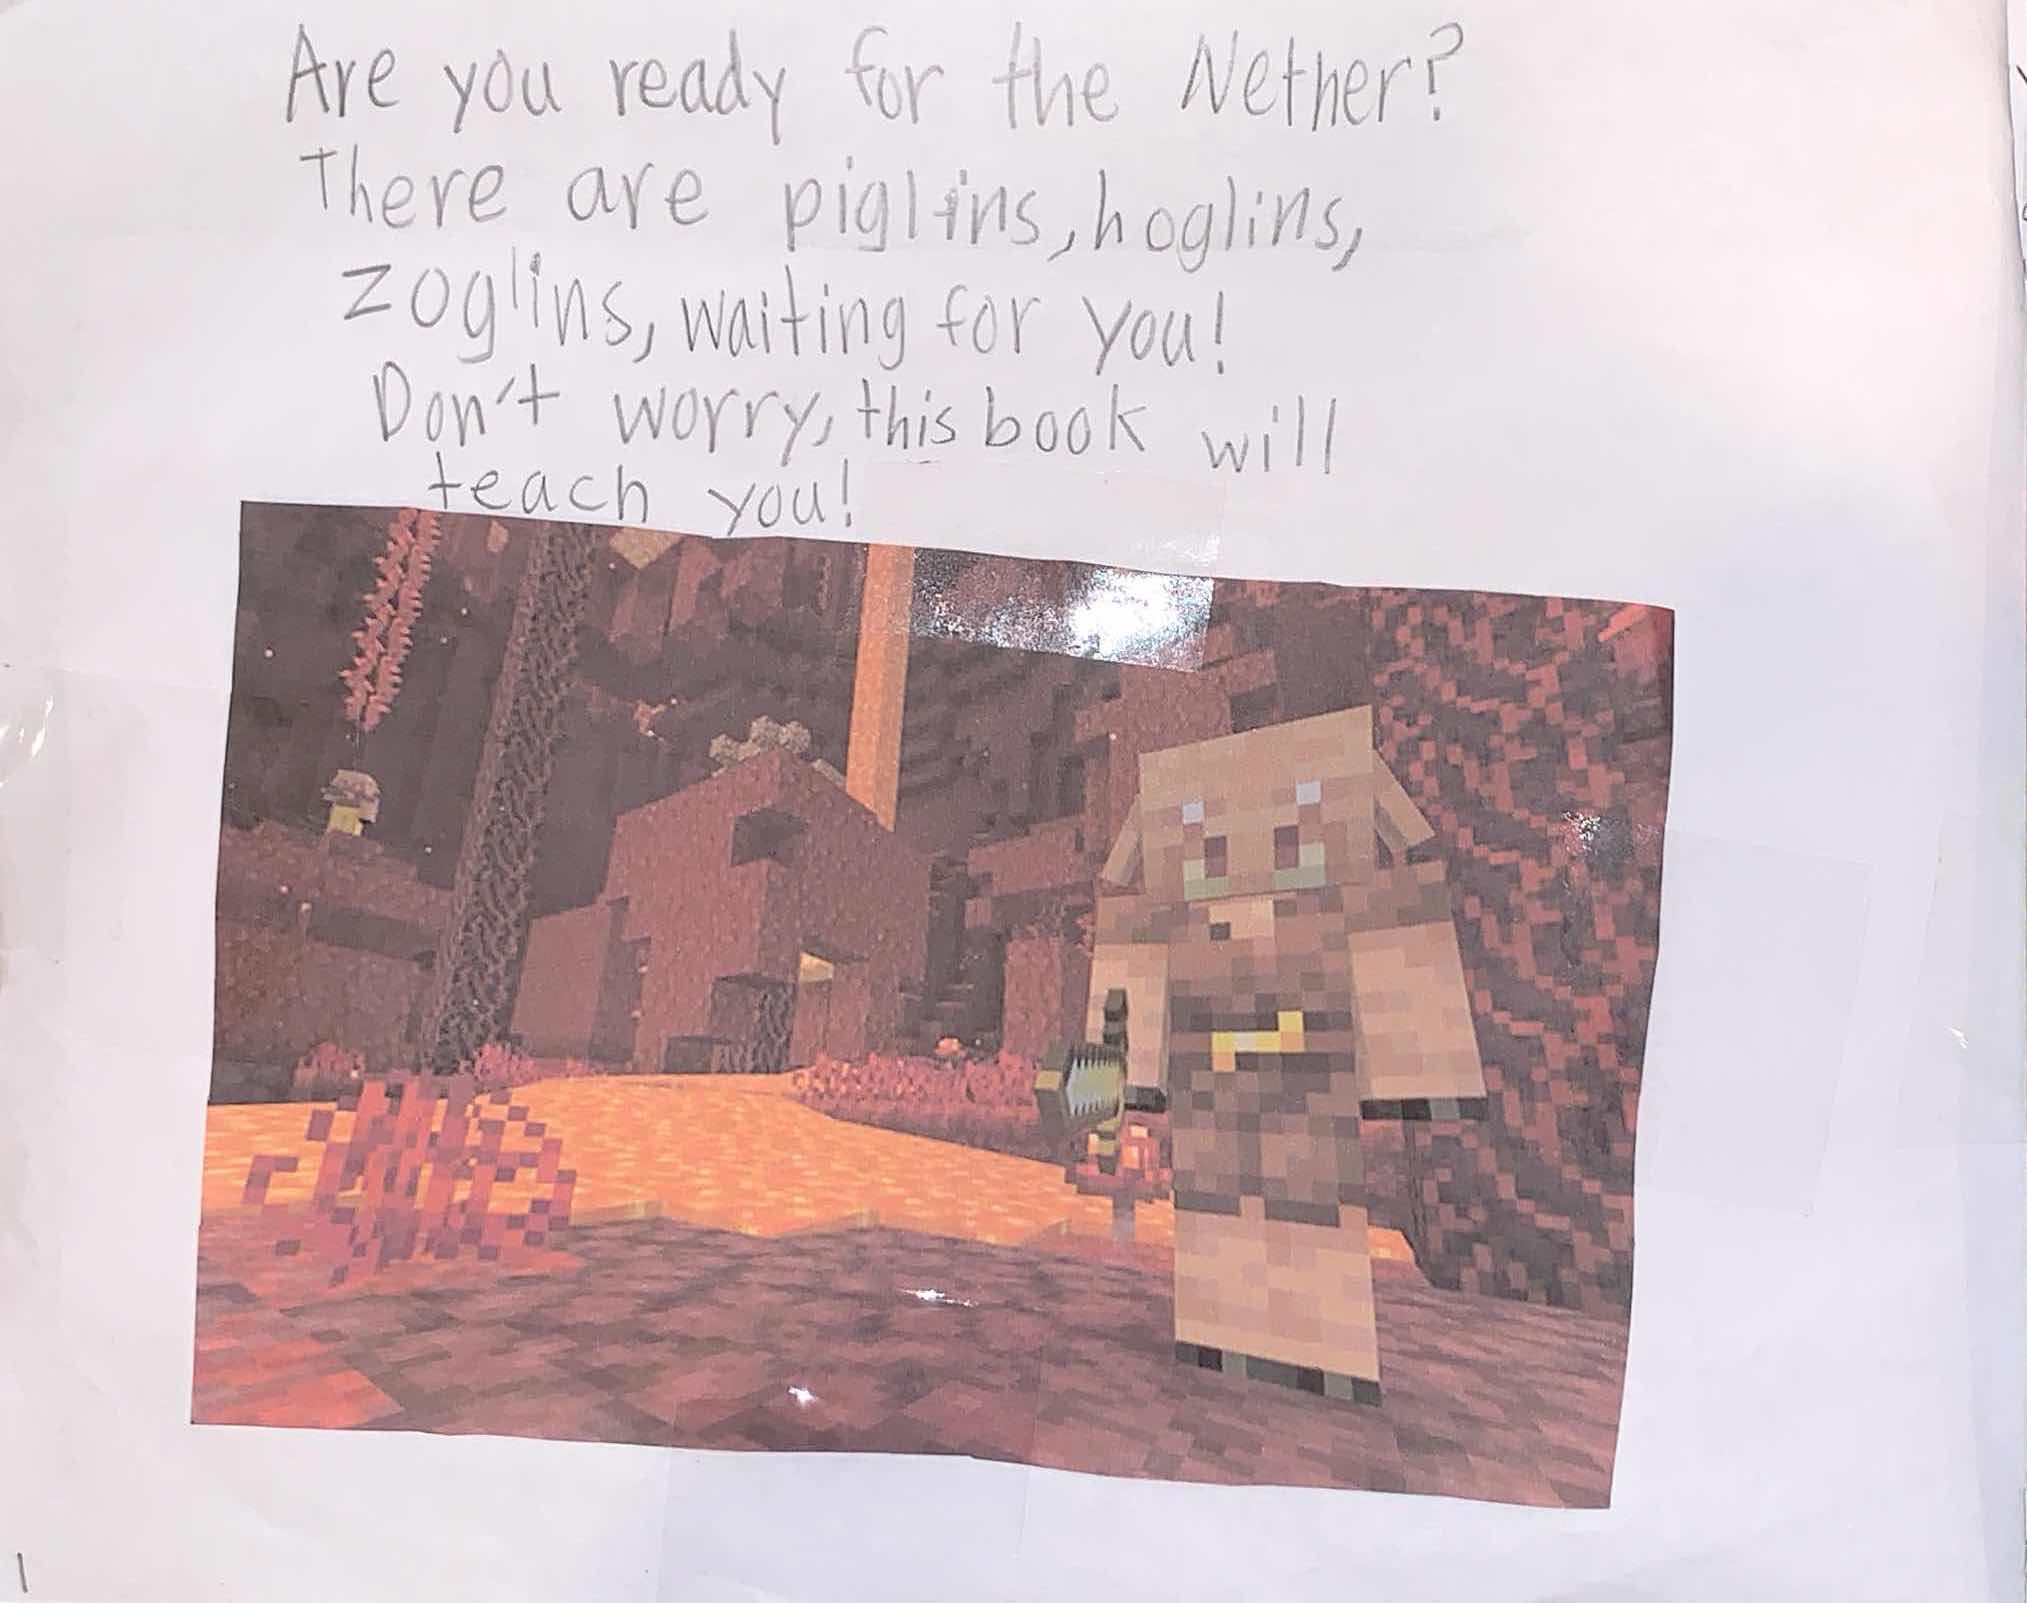 Are you ready for the Nether?
There are piglins, hoglins,
zoglins, waiting for you!
Don't worry, this book will
teach you!
1